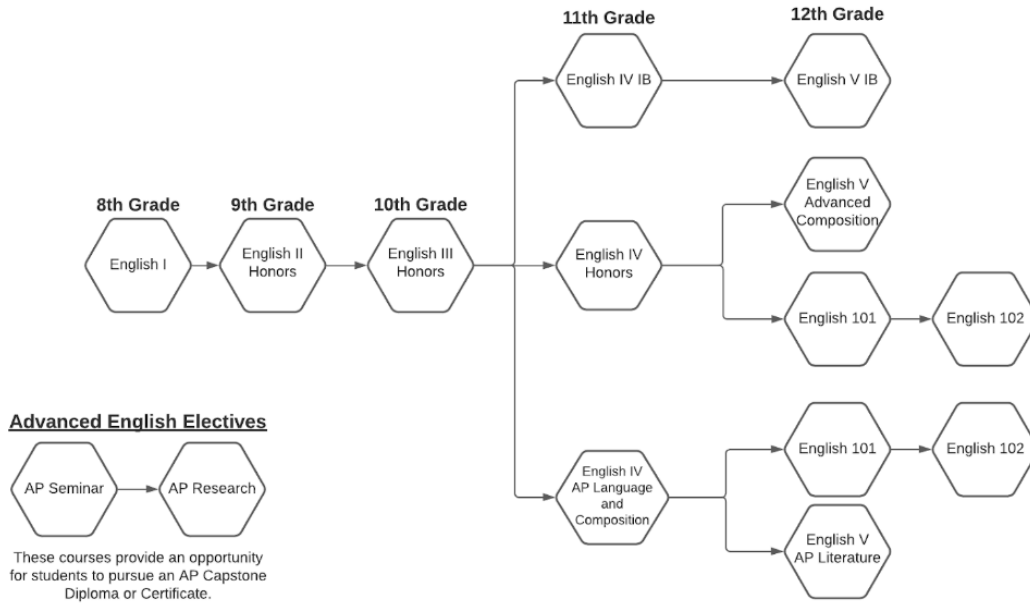 11th Grade
12th Grade
English IV IB
English V IB
8th Grade
9th Grade
10th Grade
English I
English II
Honors
English III
Honors
English IV
Honors
English V
Advanced
Composition
English 101
English 102
Advanced English Electives
AP Seminar
AP Research
These courses provide an opportunity
for students to pursue an AP Capstone
Diploma or Certificate.
English IV
AP Language
and
Composition
English 101
English 102
English V
AP Literature